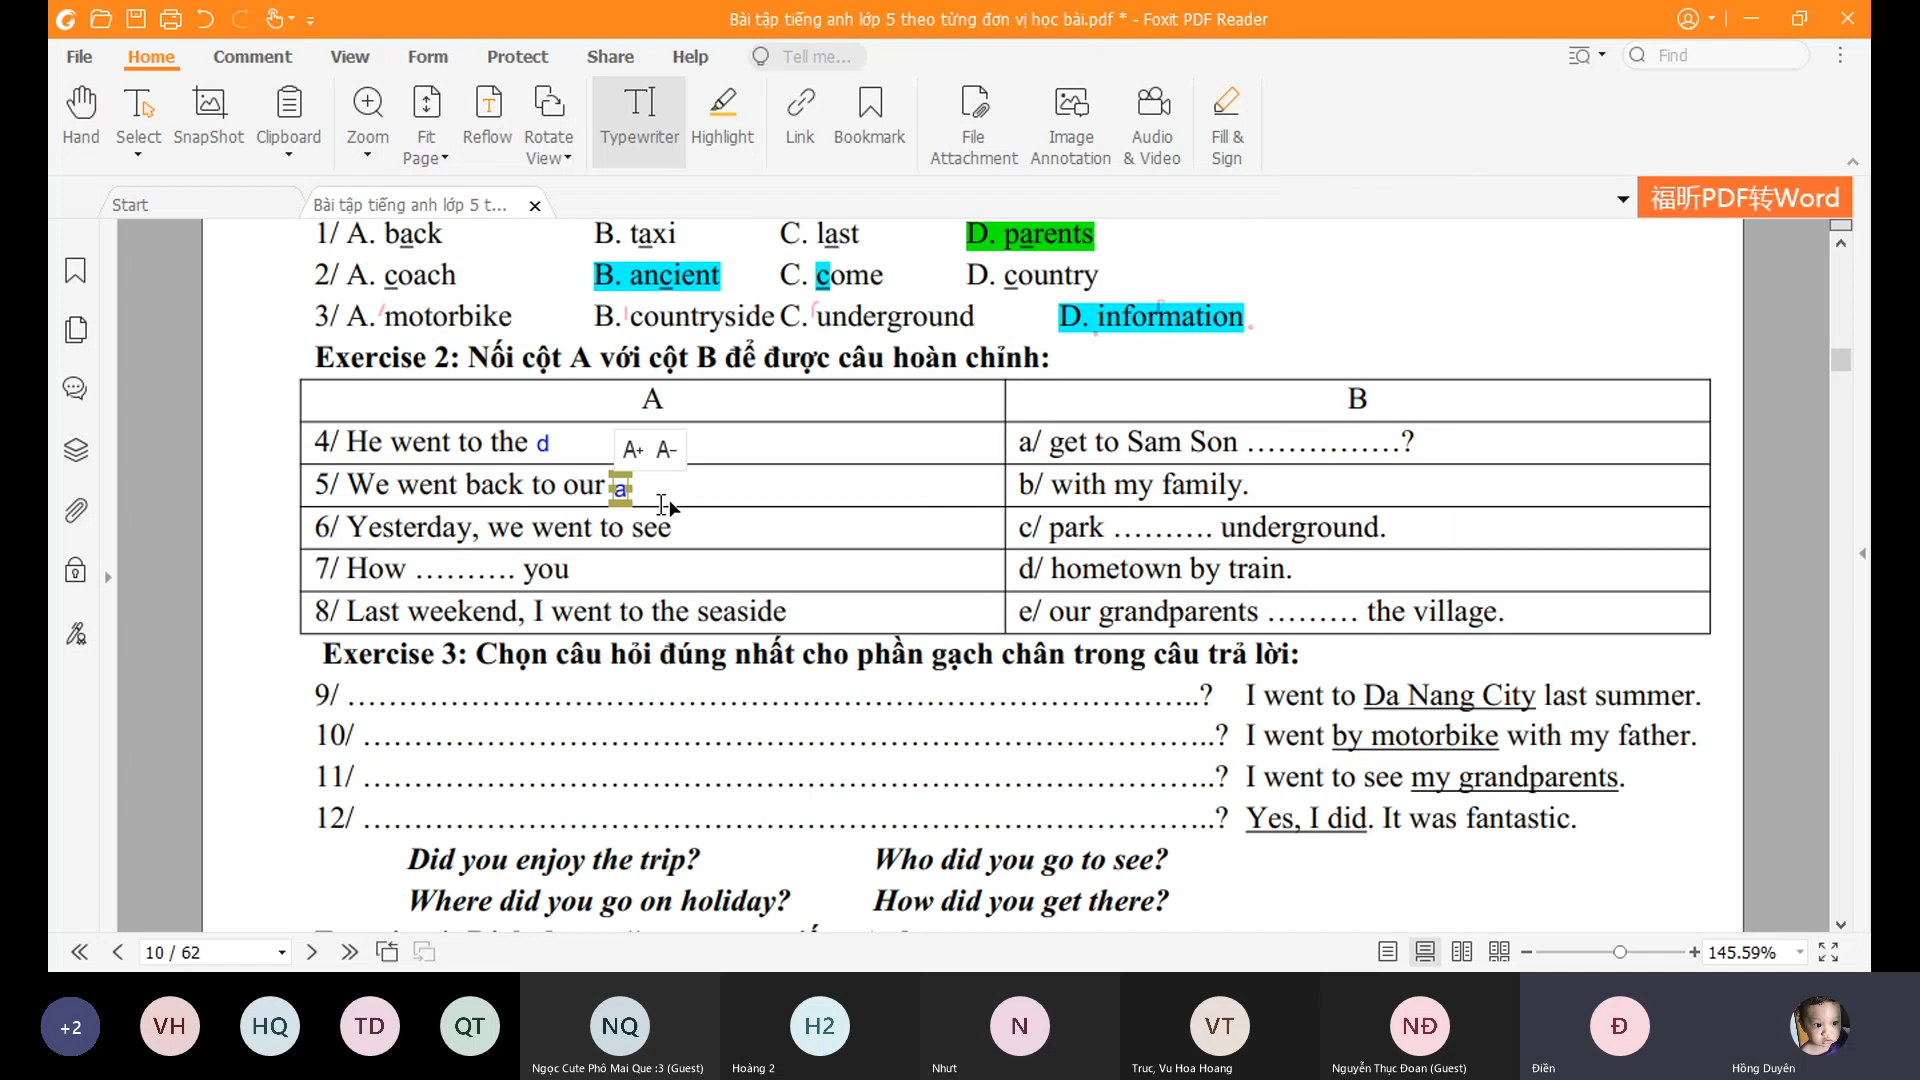 Bài tập tiếng anh lớp 5 theo từng đơn vị học bài.pdf * - Foxit PDF Reader
File Home Comment View Form Protect Share Help Tell me... Find
Hand Select SnapShot Clipboard Zoom Fit Page Reflow Rotate View Typewriter Highlight Link Bookmark File Attachment Image Annotation Audio & Video Fill & Sign
Start Bài tập tiếng anh lớp 5 t... 福昕PDF转Word
1/ A. back B. taxi C. last D. parents
2/ A. coach B. ancient C. come D. country
3/ A. motorbike B. countryside C. underground D. information
Exercise 2: Nối cột A với cột B để được câu hoàn chỉnh:
A B
4/ He went to the d a/ get to Sam Son ……………?
A+ A-
5/ We went back to our a b/ with my family.
6/ Yesterday, we went to see c/ park ………. underground.
7/ How ………. you d/ hometown by train.
8/ Last weekend, I went to the seaside e/ our grandparents ……… the village.
Exercise 3: Chọn câu hỏi đúng nhất cho phần gạch chân trong câu trả lời:
9/ …………………………………………………………………………..? I went to Da Nang City last summer.
10/ …………………………………………………………………………..? I went by motorbike with my father.
11/ …………………………………………………………………………..? I went to see my grandparents.
12/ …………………………………………………………………………..? Yes, I did. It was fantastic.
Did you enjoy the trip? Who did you go to see?
Where did you go on holiday? How did you get there?
10 / 62 145.59%
+2 VH HQ TD QT NQ H2 N VT NĐ Đ
Ngọc Cute Phô Mai Que :3 (Guest) Hoàng 2 Nhưt Truc, Vu Hoa Hoang Nguyễn Thục Đoan (Guest) Điền Hồng Duyên